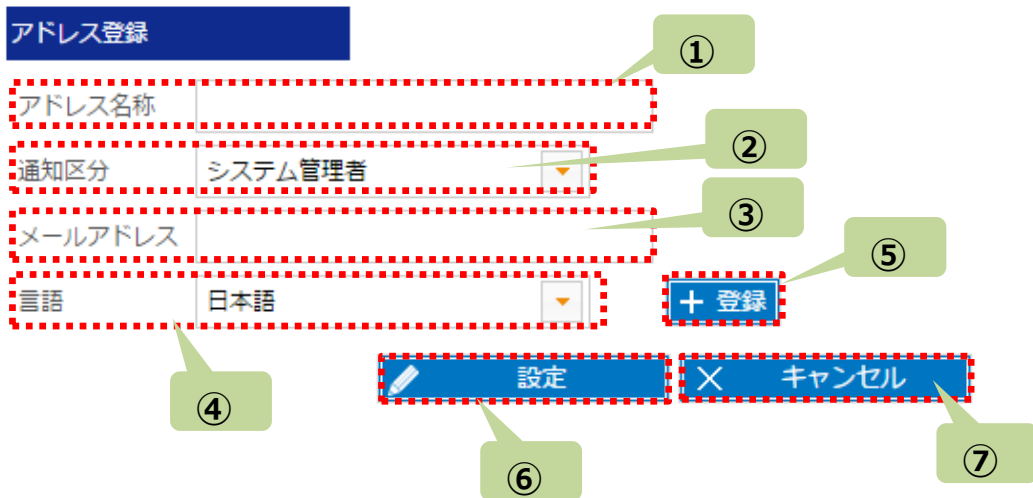 アドレス登録
①
アドレス名称
②
通知区分 システム管理者
③
メールアドレス
⑤
言語 日本語
+ 登録
設定
× キャンセル
④
⑥
⑦